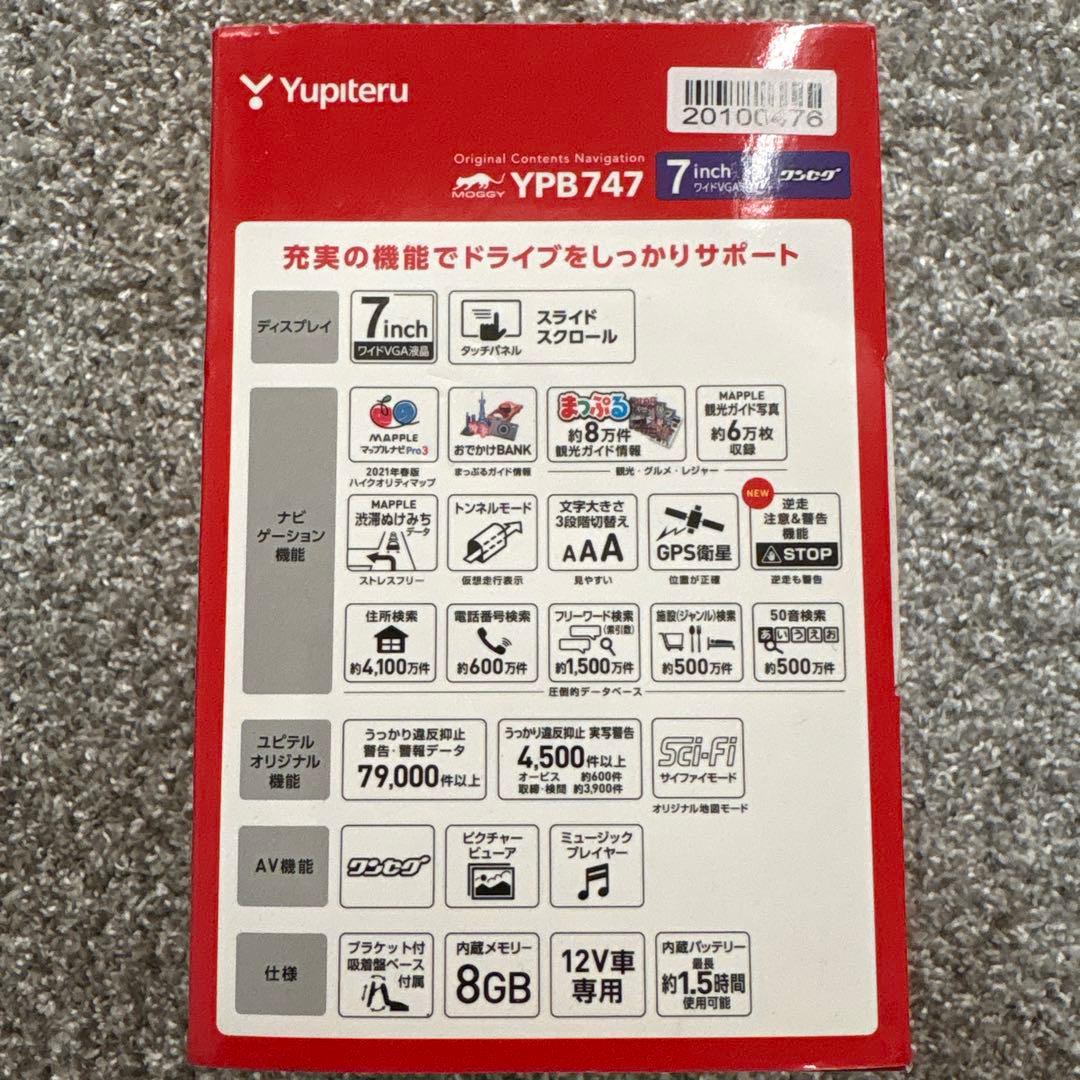 Yupiteru
20100476
Original Contents Navigation
MOGGY YPB747
7inch
ワイドVGA
ワンセグ
充実の機能でドライブをしっかりサポート
ディスプレイ
7inch
ワイドVGA液晶
タッチパネル
スライド
スクロール
ナビ
ゲーション
機能
MAPPLE
マップルナビPro3
2021年春版
ハイクオリティマップ
おでかけBANK
まっぷるガイド情報
まっぷる
約8万件
観光ガイド情報
MAPPLE
観光ガイド写真
約6万枚
収録
観光・グルメ・レジャー
MAPPLE
渋滞ぬけみち
データ
ストレスフリー
トンネルモード
仮想走行表示
文字大きさ
3段階切替え
AAA
見やすい
GPS衛星
位置が正確
NEW
逆走
注意&警告
機能
STOP
逆走も警告
住所検索
約4,100万件
電話番号検索
約600万件
フリーワード検索
(索引数)
約1,500万件
施設(ジャンル)検索
約500万件
50音検索
あいうえお
約500万件
圧倒的データベース
ユピテル
オリジナル
機能
うっかり違反抑止
警告・警報データ
79,000件以上
うっかり違反抑止 実写警告
4,500件以上
オービス 約600件
取締・検問 約3,900件
Sci-Fi
サイファイモード
オリジナル地図モード
AV機能
ワンセグ
ピクチャー
ビューア
ミュージック
プレイヤー
仕様
ブラケット付
吸着盤ベース
付属
内蔵メモリー
8GB
12V車
専用
内蔵バッテリー
最長
約1.5時間
使用可能